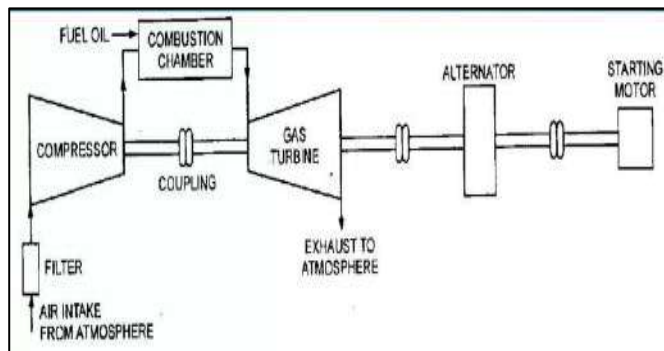 FUEL OIL
COMBUSTION
CHAMBER
COMPRESSOR
COUPLING
GAS
TURBINE
ALTERNATOR
STARTING
MOTOR
EXHAUST TO
ATMOSPHERE
FILTER
AIR INTAKE
FROM ATMOSPHERE